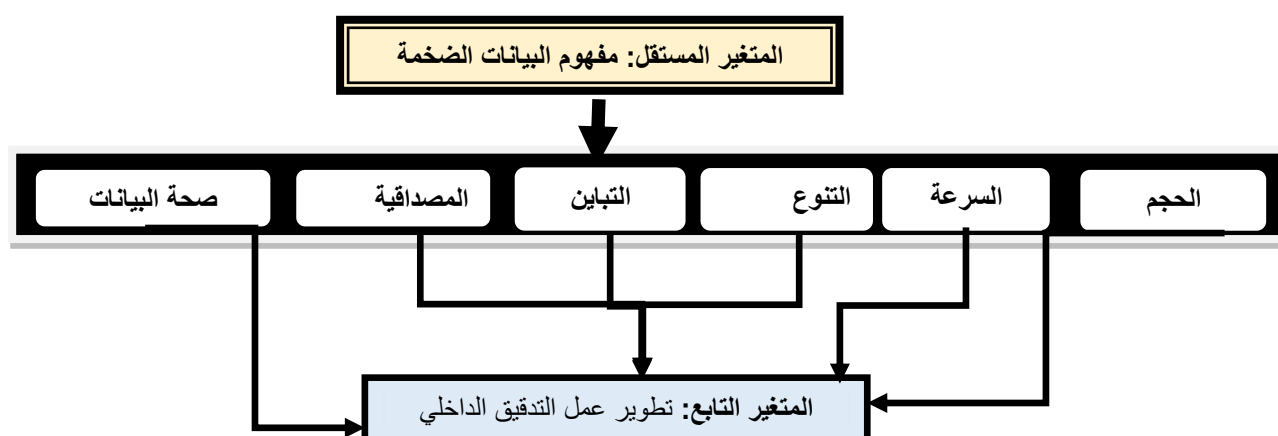 المتغير المستقل: مفهوم البيانات الضخمة
الحجم
السرعة
التنوع
التباين
المصداقية
صحة البيانات
المتغير التابع: تطوير عمل التدقيق الداخلي